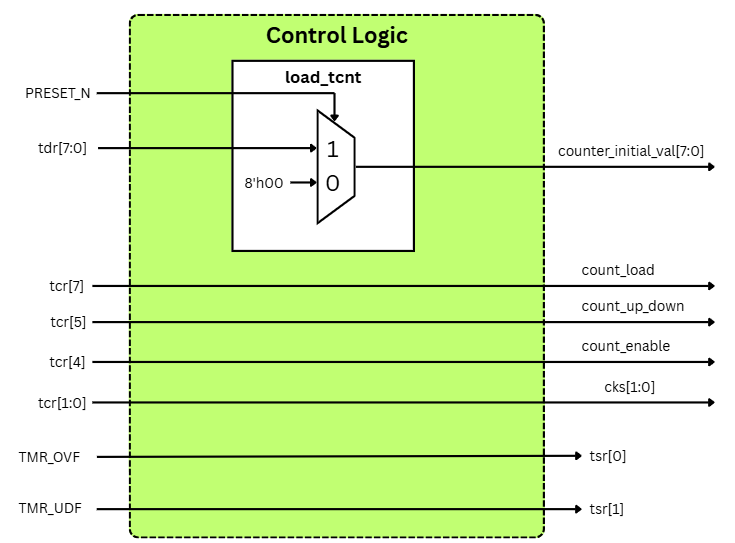 Control Logic
load_tcnt
PRESET_N
tdr[7:0]
1
counter_initial_val[7:0]
8'h00
0
tcr[7]
count_load
tcr[5]
count_up_down
tcr[4]
count_enable
tcr[1:0]
cks[1:0]
TMR_OVF
tsr[0]
TMR_UDF
tsr[1]